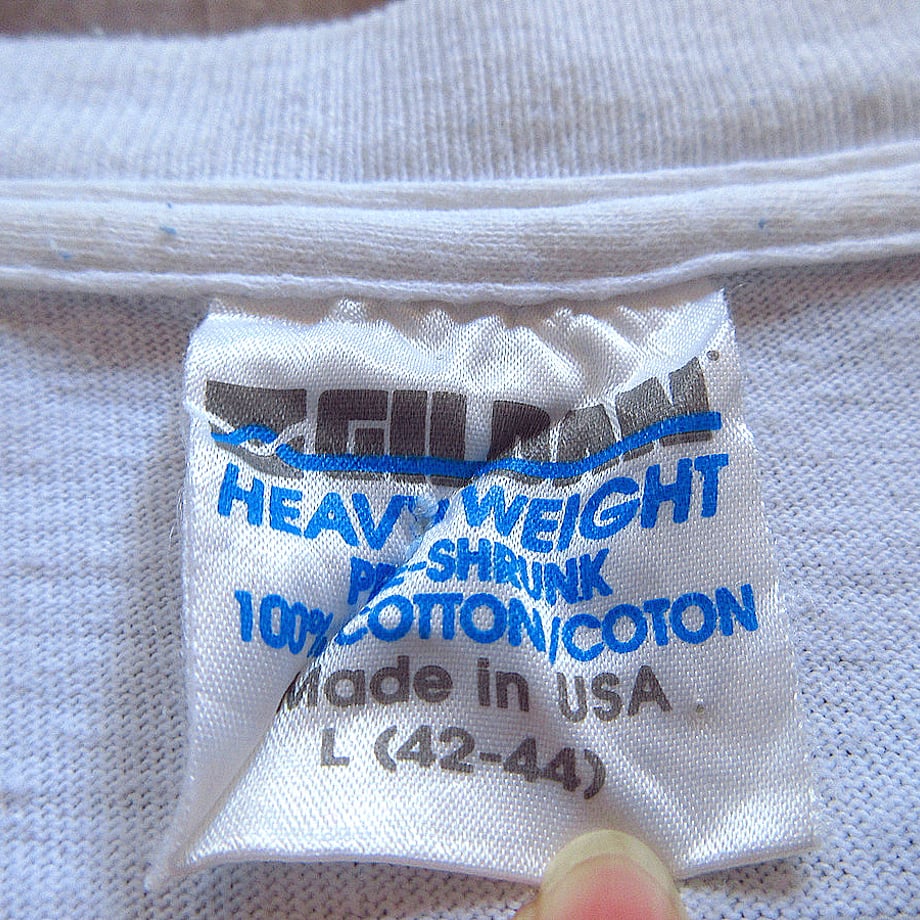 GILDAN®
HEAVYWEIGHT
PRE-SHRUNK
100% COTTON/COTON
Made in USA.
L (42-44)